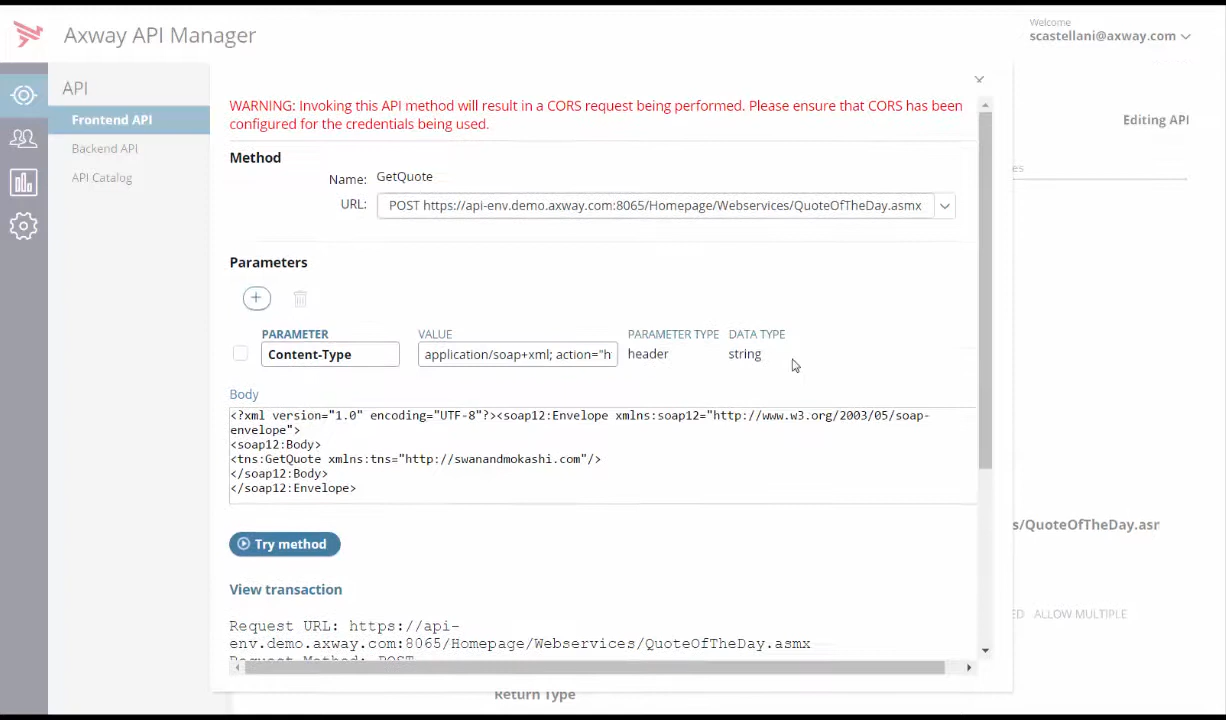 Axway API Manager
Welcome
scastellani@axway.com
API
Frontend API
Backend API
API Catalog
Editing API
WARNING: Invoking this API method will result in a CORS request being performed. Please ensure that CORS has been
configured for the credentials being used.
Method
Name: GetQuote
URL: POST https://api-env.demo.axway.com:8065/Homepage/Webservices/QuoteOfTheDay.asmx
es
Parameters
PARAMETER VALUE PARAMETER TYPE DATA TYPE
Content-Type application/soap+xml; action="h header string
Body
<?xml version="1.0" encoding="UTF-8"?><soap12:Envelope xmlns:soap12="http://www.w3.org/2003/05/soap-
envelope">
<soap12:Body>
<tns:GetQuote xmlns:tns="http://swanandmokashi.com"/>
</soap12:Body>
</soap12:Envelope>
s/QuoteOfTheDay.asr
Try method
View transaction
ED ALLOW MULTIPLE
Request URL: https://api-
env.demo.axway.com:8065/Homepage/Webservices/QuoteOfTheDay.asmx
Request Method: POST
Return Type